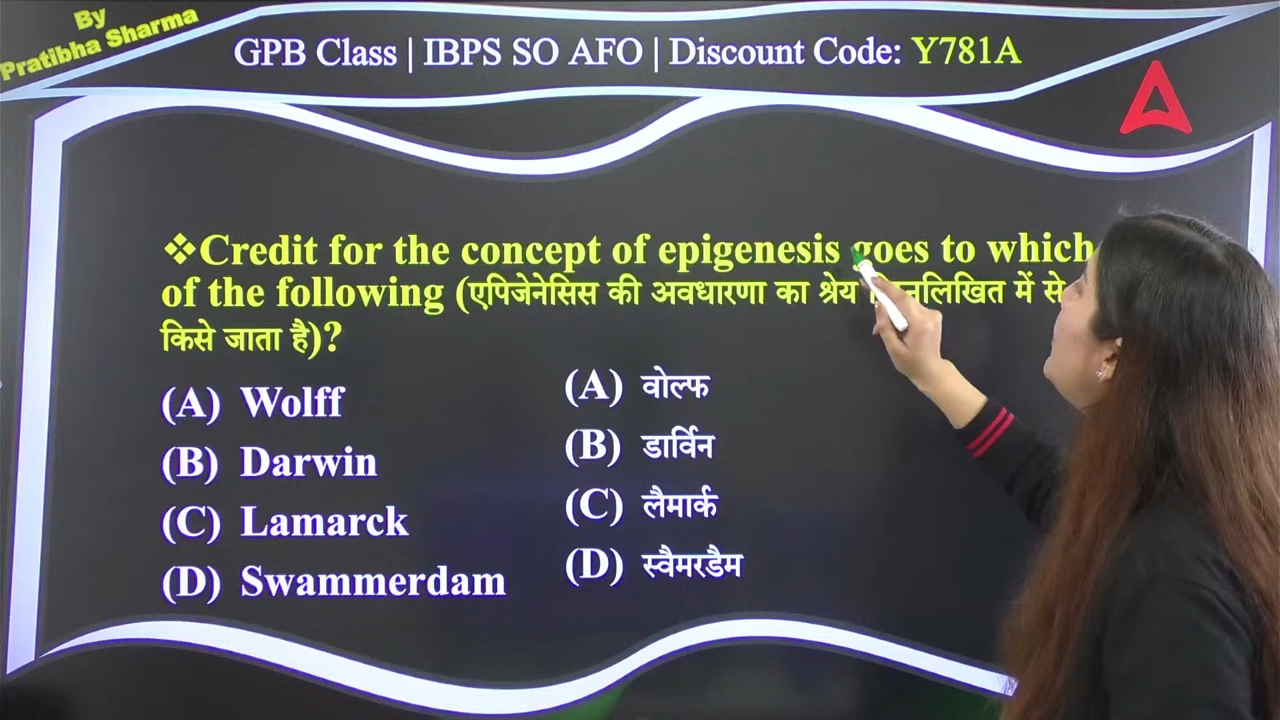 By
Pratibha Sharma
GPB Class | IBPS SO AFO | Discount Code: Y781A
❖Credit for the concept of epigenesis goes to which
of the following (एपिजेनेसिस की अवधारणा का श्रेय में से
किसे जाता है)?
(A) Wolff
(B) Darwin
(C) Lamarck
(D) Swammerdam
(A) वोल्फ
(B) डार्विन
(C) लैमार्क
(D) स्वैमरडैम